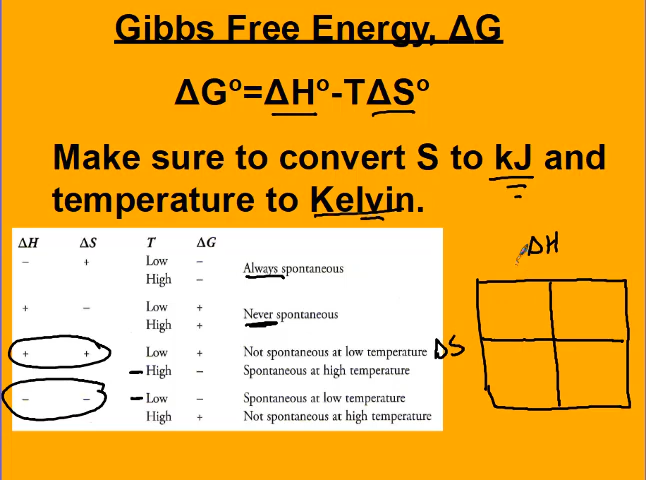 Gibbs Free Energy, ΔG
ΔGº=ΔHº-TΔSº
Make sure to convert S to kJ and
temperature to Kelvin.
ΔH ΔS T ΔG
− + Low − Always spontaneous
High −
+ − Low + Never spontaneous
High +
+ + Low + Not spontaneous at low temperature
High − Spontaneous at high temperature
− − Low − Spontaneous at low temperature
High + Not spontaneous at high temperature
ΔH
ΔS